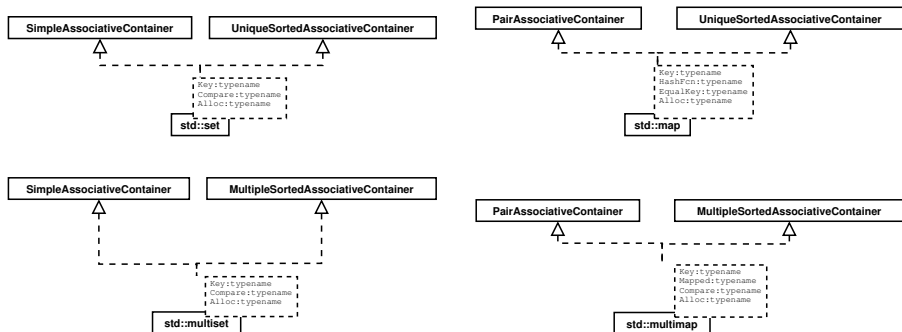 SimpleAssociativeContainer
UniqueSortedAssociativeContainer
Key:typename
Compare:typename
Alloc:typename
std::set
PairAssociativeContainer
UniqueSortedAssociativeContainer
Key:typename
HashFcn:typename
EqualKey:typename
Alloc:typename
std::map
SimpleAssociativeContainer
MultipleSortedAssociativeContainer
Key:typename
Compare:typename
Alloc:typename
std::multiset
PairAssociativeContainer
MultipleSortedAssociativeContainer
Key:typename
Mapped:typename
Compare:typename
Alloc:typename
std::multimap